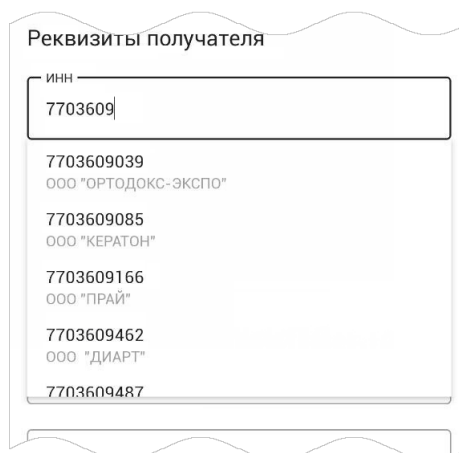 Реквизиты получателя
ИНН
7703609
7703609039
ООО "ОРТОДОКС-ЭКСПО"
7703609085
ООО "КЕРАТОН"
7703609166
ООО "ПРАЙ"
7703609462
ООО "ДИАРТ"
7703609487